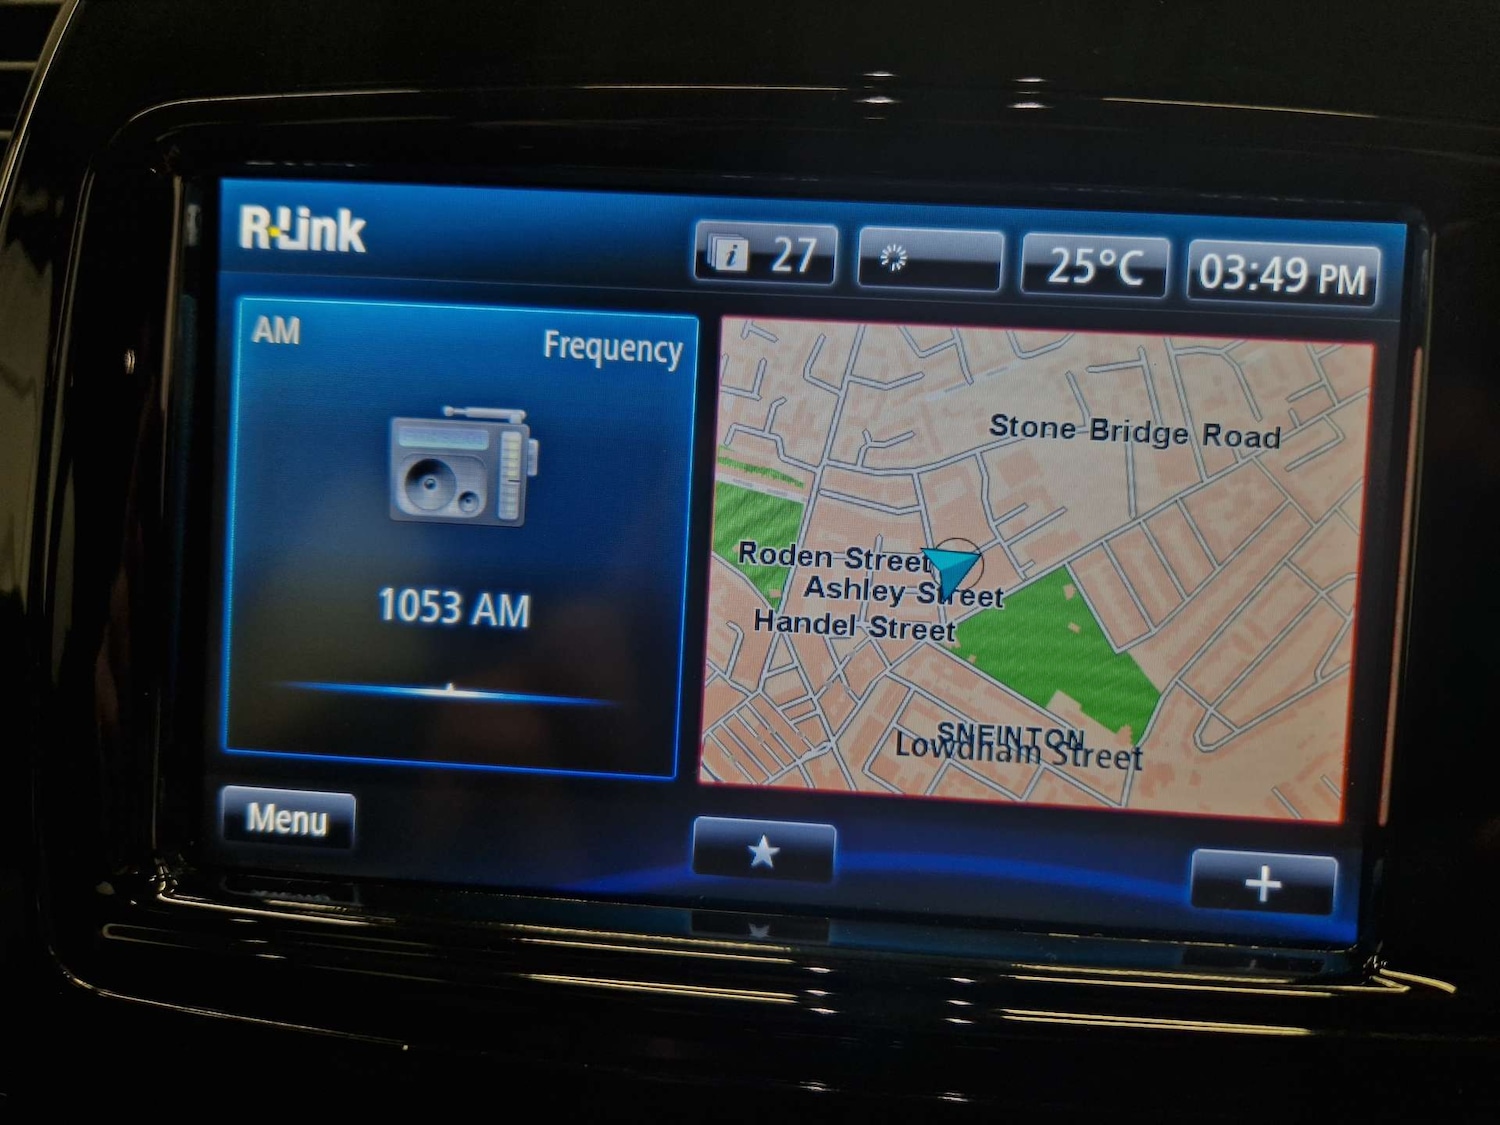 R-Link
27
25°C
03:49 PM
AM
Frequency
1053 AM
Stone Bridge Road
Roden Street
Ashley Street
Handel Street
SNEINTON
Lowdham Street
Menu